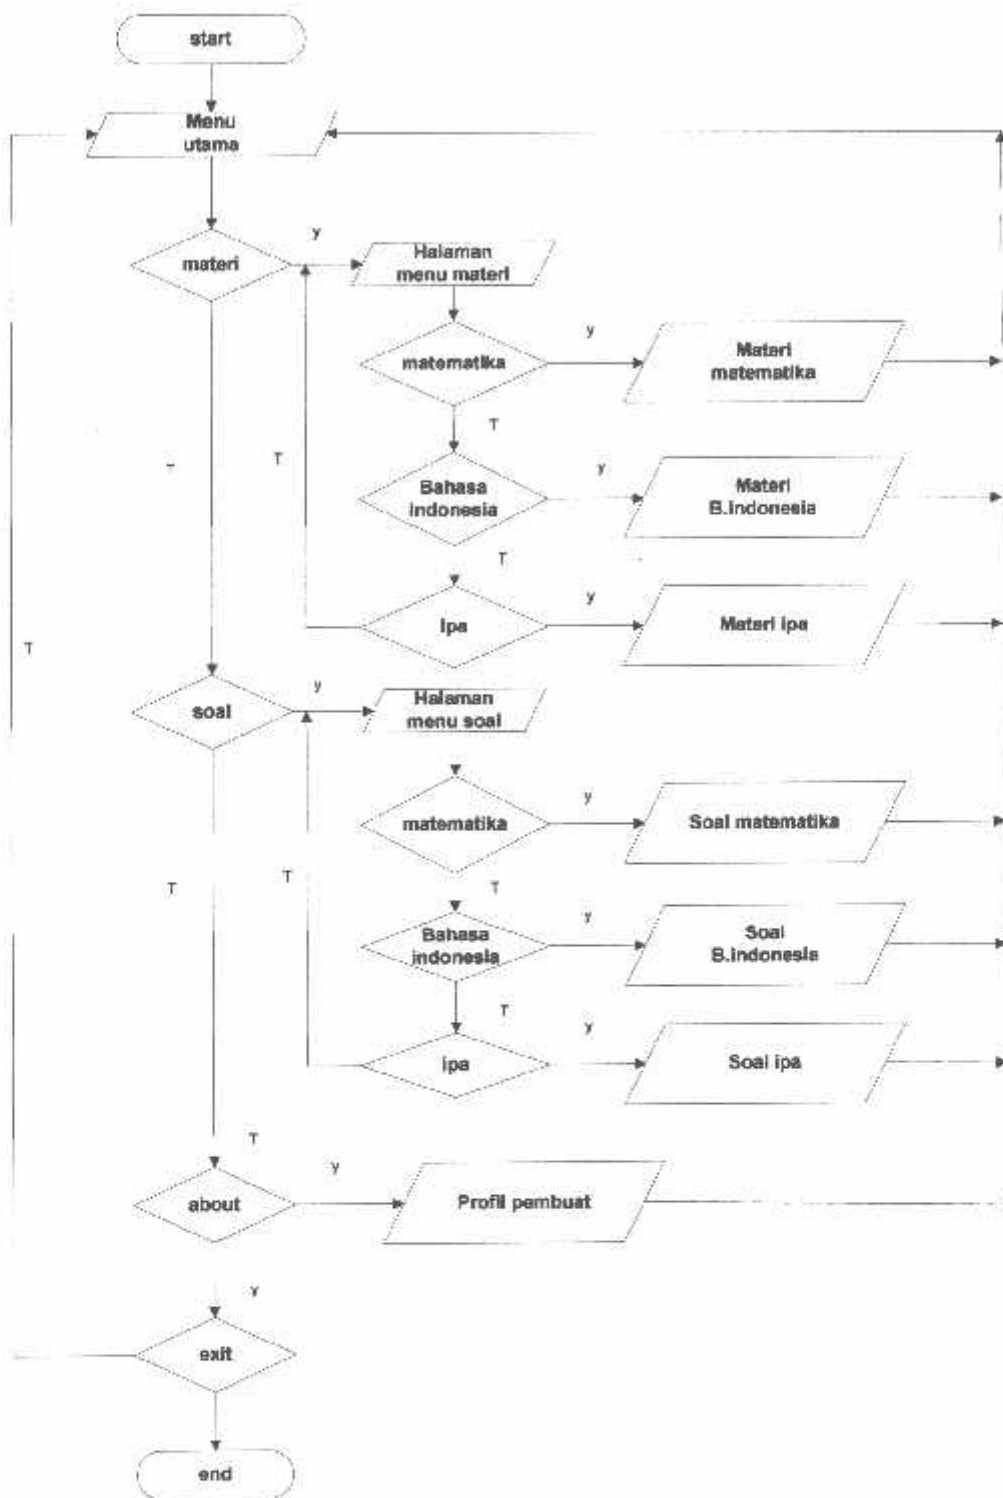 start
Menu
utama
materi
y
Halaman
menu materi
matematika
y
Materi
matematika
T
T
T
Bahasa
indonesia
y
Materi
B.indonesia
T
ipa
y
Materi ipa
T
soal
y
Halaman
menu soal
matematika
y
Soal matematika
T
T
T
Bahasa
indonesia
y
Soal
B.indonesia
T
ipa
y
Soal ipa
T
about
y
Profil pembuat
y
exit
end